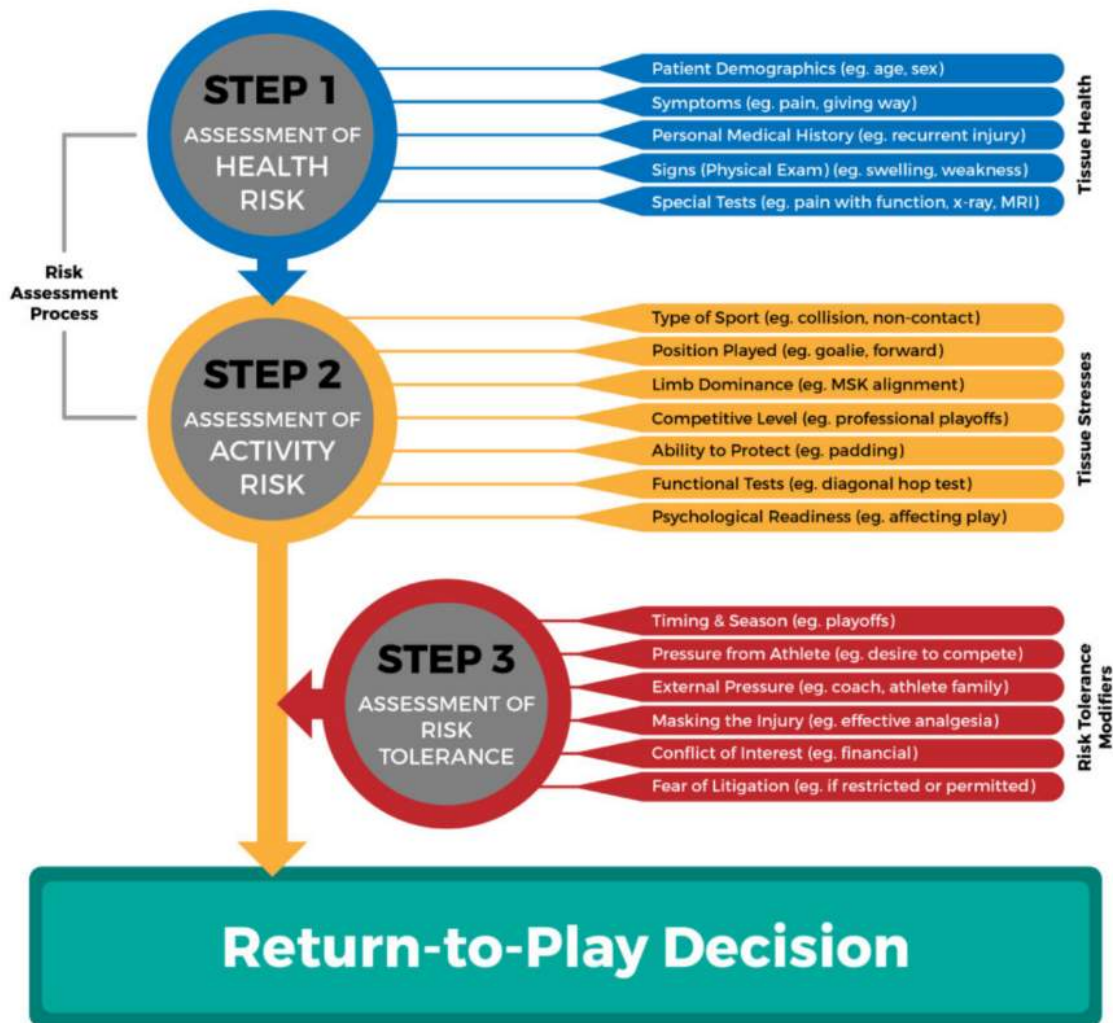 STEP 1
ASSESSMENT OF
HEALTH
RISK
Patient Demographics (eg. age, sex)
Symptoms (eg. pain, giving way)
Personal Medical History (eg. recurrent injury)
Signs (Physical Exam) (eg. swelling, weakness)
Special Tests (eg. pain with function, x-ray, MRI)
Tissue Health
Risk
Assessment
Process
STEP 2
ASSESSMENT OF
ACTIVITY
RISK
Type of Sport (eg. collision, non-contact)
Position Played (eg. goalie, forward)
Limb Dominance (eg. MSK alignment)
Competitive Level (eg. professional playoffs)
Ability to Protect (eg. padding)
Functional Tests (eg. diagonal hop test)
Psychological Readiness (eg. affecting play)
Tissue Stresses
STEP 3
ASSESSMENT OF
RISK
TOLERANCE
Timing & Season (eg. playoffs)
Pressure from Athlete (eg. desire to compete)
External Pressure (eg. coach, athlete family)
Masking the Injury (eg. effective analgesia)
Conflict of Interest (eg. financial)
Fear of Litigation (eg. if restricted or permitted)
Risk Tolerance
Modifiers
Return-to-Play Decision